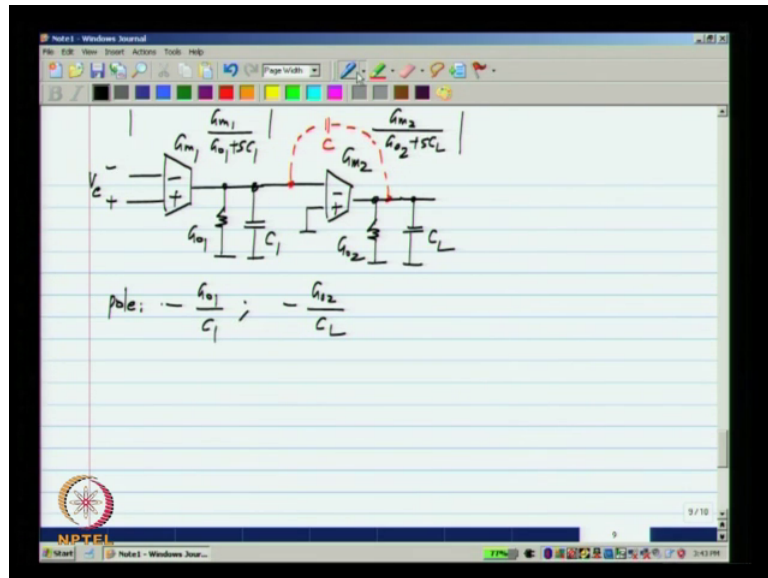 Note1 - Windows Journal
File Edit View Insert Actions Tools Help
Page Width
B I
Gm1 / Go1+sC1
Gm2 / Go2+sCL
Gm1
C
Gm2
Ve
-
+
-
+
-
+
Go1
C1
Go2
CL
pole: - Go1/C1 ; - Go2/CL
9/10
NPTEL
9
Start
Note1 - Windows Jour...
77%
3:43 PM